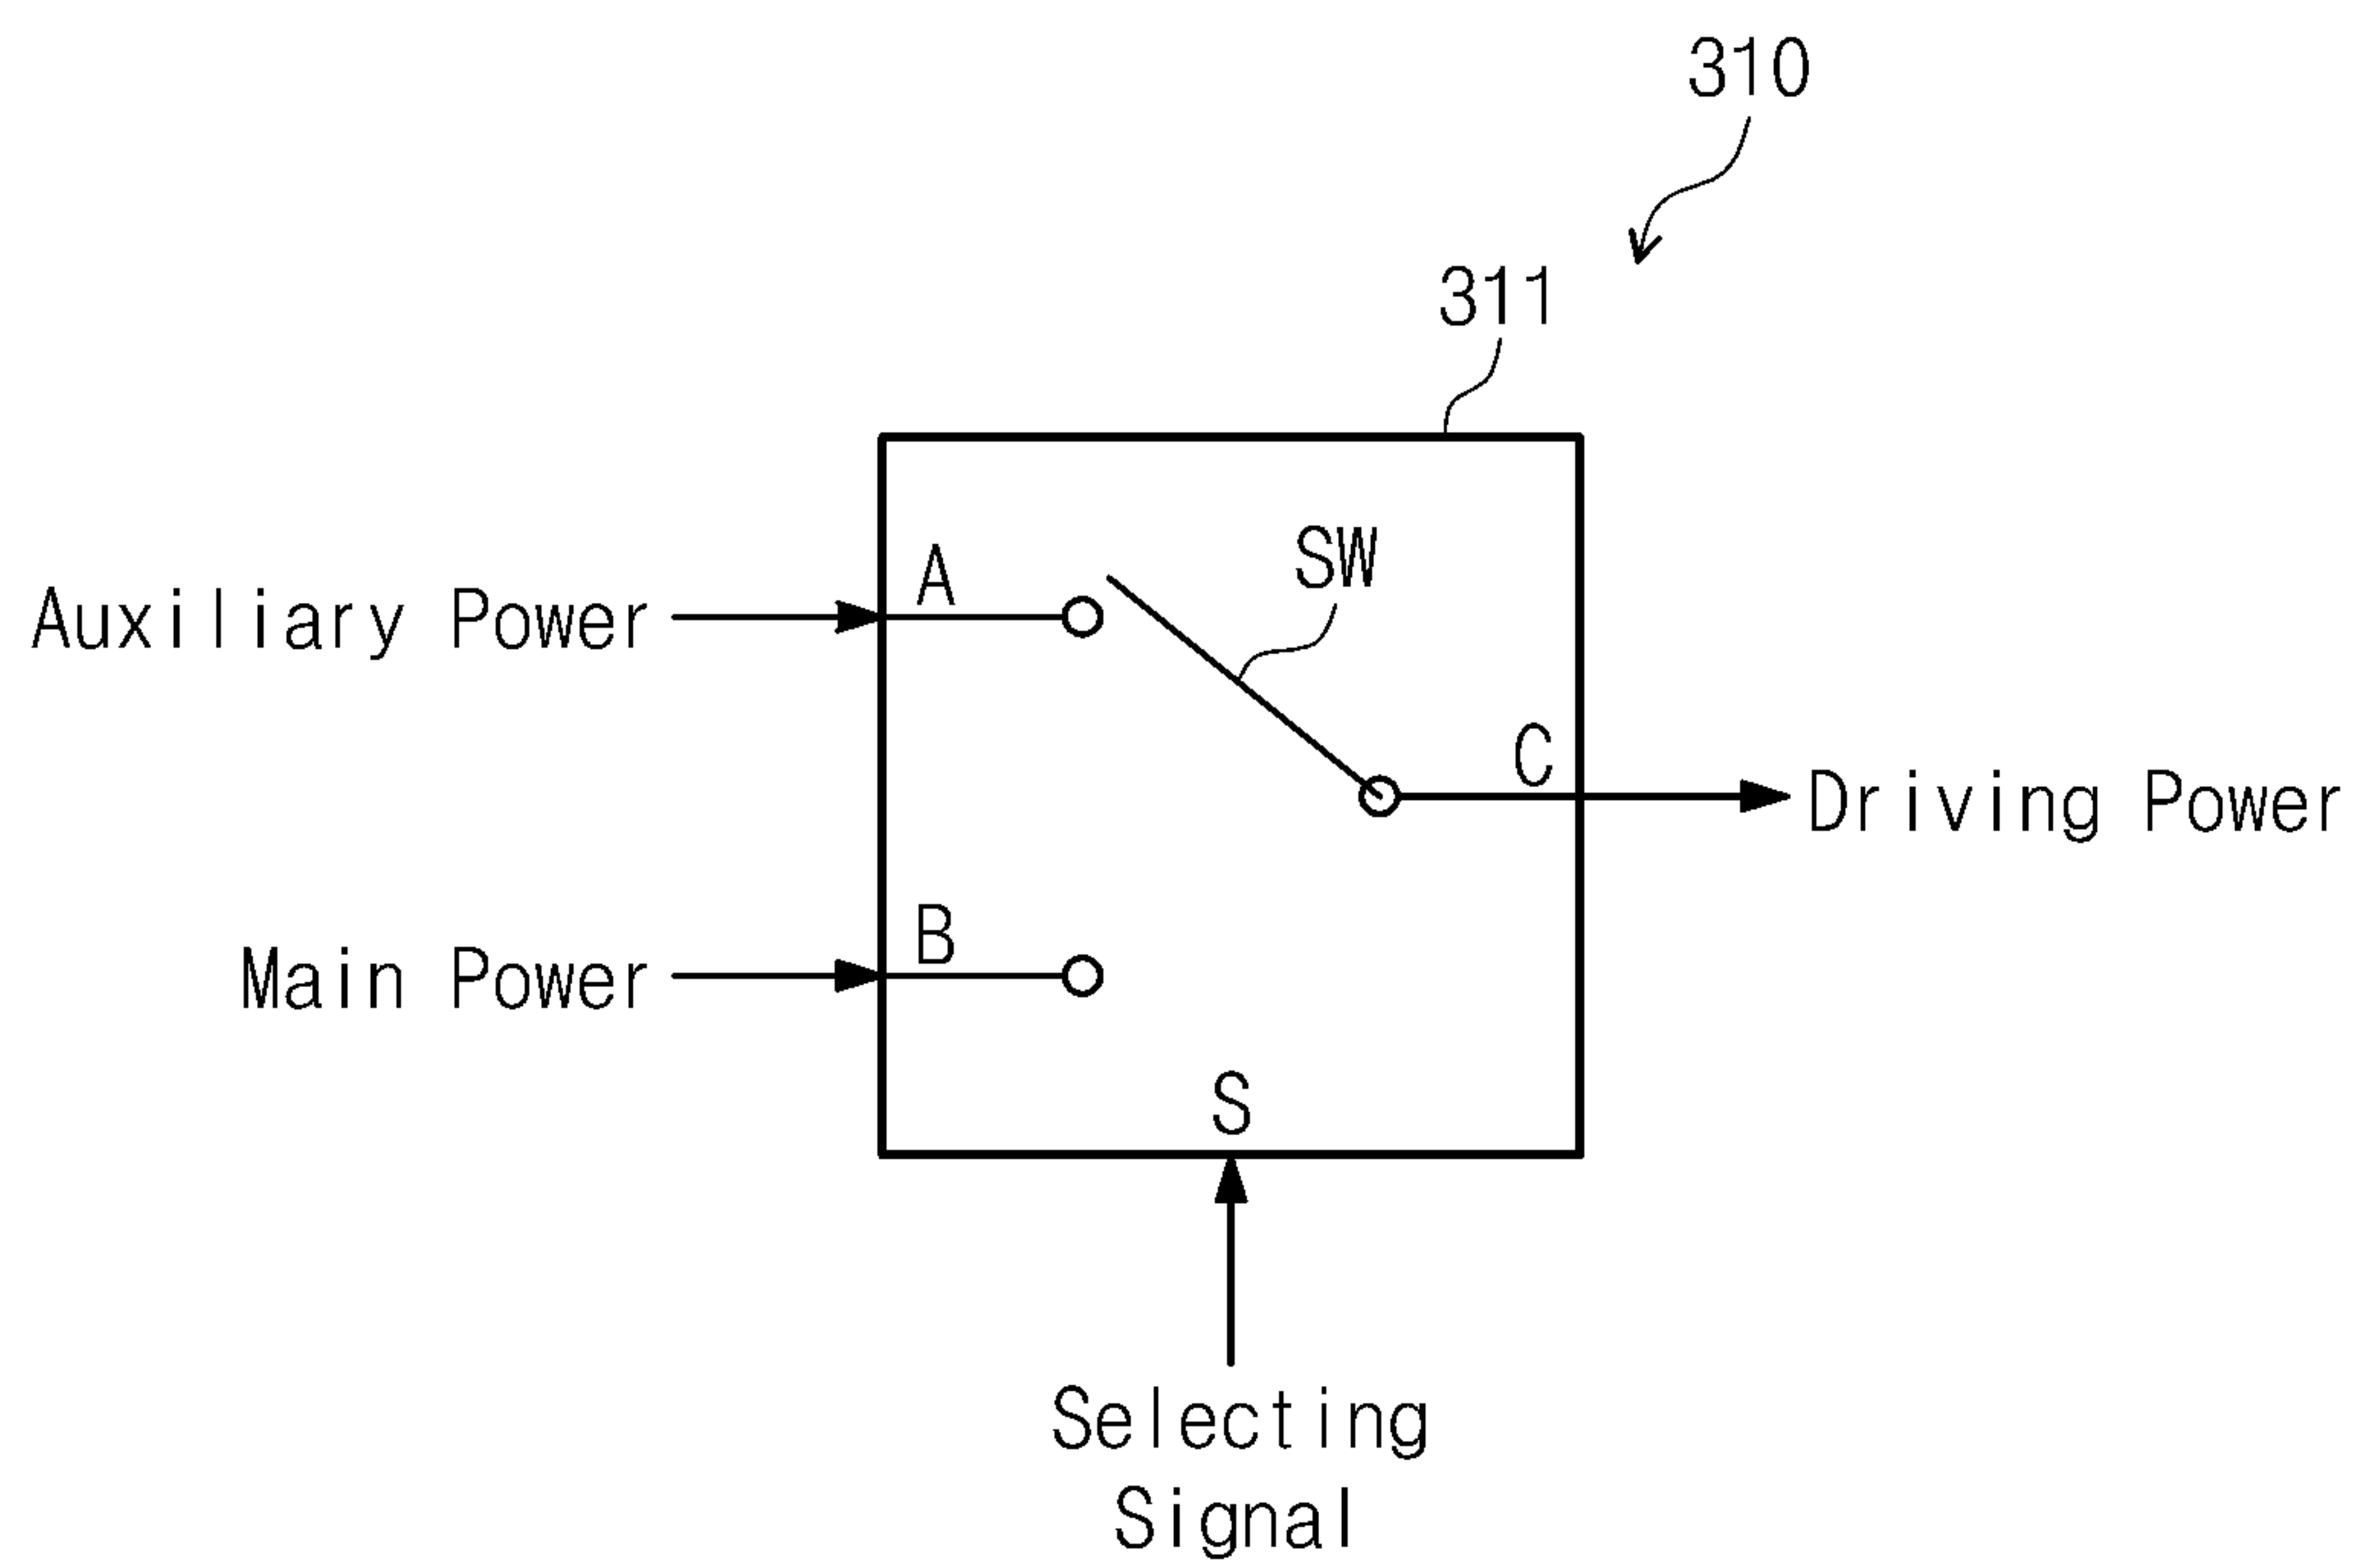 310
311
SW
A
Auxiliary Power
C
Driving Power
B
Main Power
S
Selecting
Signal